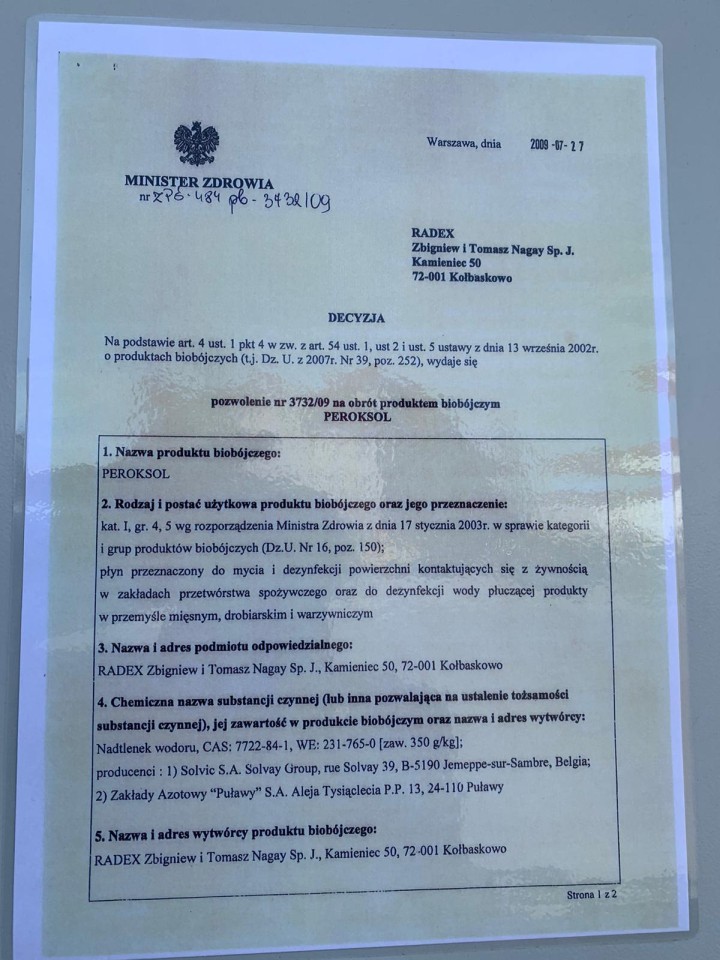 Warszawa, dnia 2009 -07- 27
MINISTER ZDROWIA
nr ZPŚ-484 pb-3432/09
RADEX
Zbigniew i Tomasz Nagay Sp. J.
Kamieniec 50
72-001 Kołbaskowo
DECYZJA
Na podstawie art. 4 ust. 1 pkt 4 w zw. z art. 54 ust. 1, ust 2 i ust. 5 ustawy z dnia 13 września 2002r.
o produktach biobójczych (t.j. Dz. U. z 2007r. Nr 39, poz. 252), wydaje się
pozwolenie nr 3732/09 na obrót produktem biobójczym
PEROKSOL
1. Nazwa produktu biobójczego:
PEROKSOL
2. Rodzaj i postać użytkowa produktu biobójczego oraz jego przeznaczenie:
kat. I, gr. 4, 5 wg rozporządzenia Ministra Zdrowia z dnia 17 stycznia 2003r. w sprawie kategorii
i grup produktów biobójczych (Dz.U. Nr 16, poz. 150);
płyn przeznaczony do mycia i dezynfekcji powierzchni kontaktujących się z żywnością
w zakładach przetwórstwa spożywczego oraz do dezynfekcji wody płuczącej produkty
w przemyśle mięsnym, drobiarskim i warzywniczym
3. Nazwa i adres podmiotu odpowiedzialnego:
RADEX Zbigniew i Tomasz Nagay Sp. J., Kamieniec 50, 72-001 Kołbaskowo
4. Chemiczna nazwa substancji czynnej (lub inna pozwalająca na ustalenie tożsamości
substancji czynnej), jej zawartość w produkcie biobójczym oraz nazwa i adres wytwórcy:
Nadtlenek wodoru, CAS: 7722-84-1, WE: 231-765-0 [zaw. 350 g/kg];
producenci : 1) Solvic S.A. Solvay Group, rue Solvay 39, B-5190 Jemeppe-sur-Sambre, Belgia;
2) Zakłady Azotowy "Puławy" S.A. Aleja Tysiąclecia P.P. 13, 24-110 Puławy
5. Nazwa i adres wytwórcy produktu biobójczego:
RADEX Zbigniew i Tomasz Nagay Sp. J., Kamieniec 50, 72-001 Kołbaskowo
Strona 1 z 2